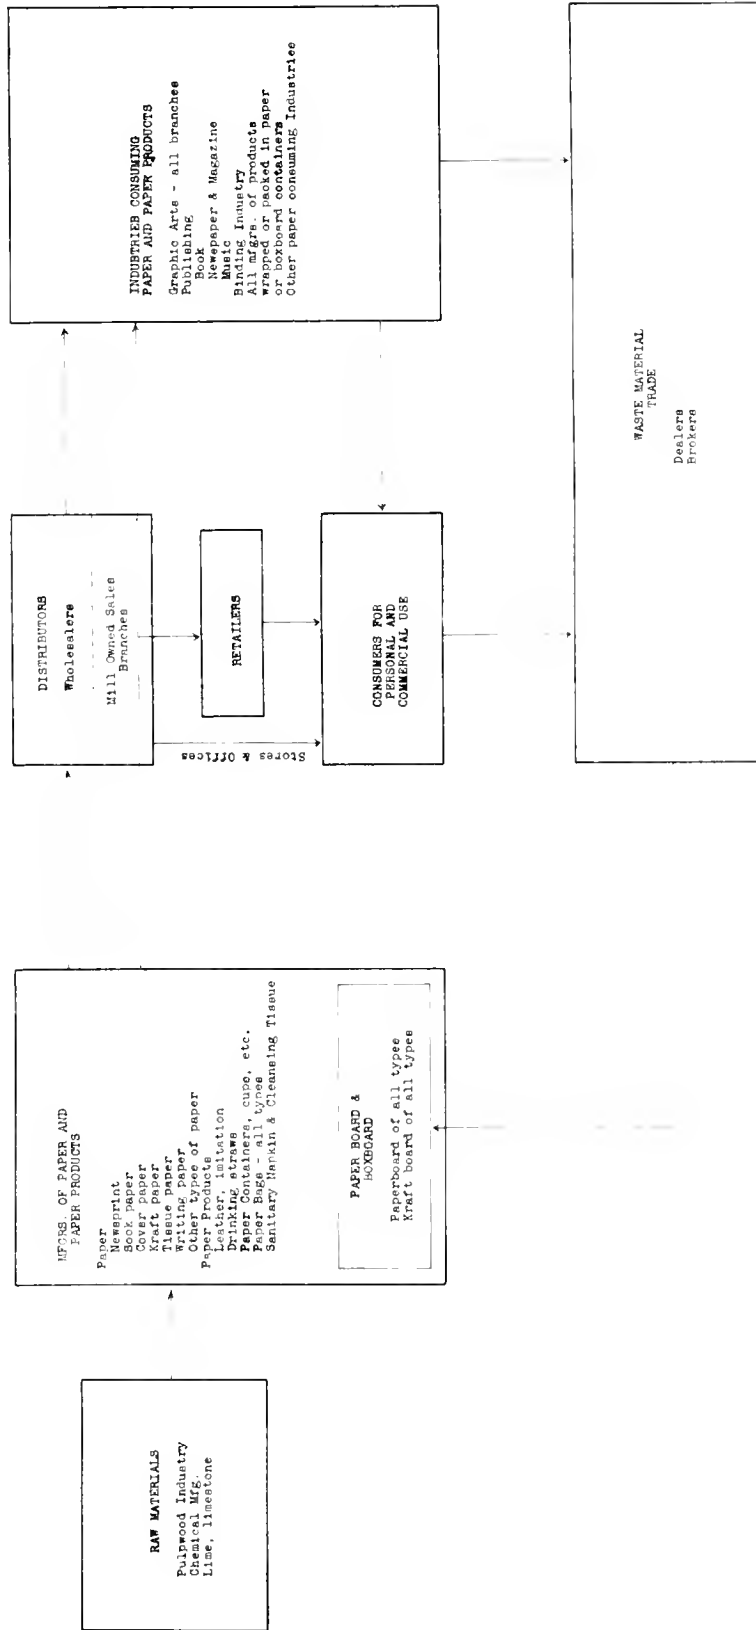 RAW MATERIALS
Pulpwood Industry
Chemical Mfg.
Lime, limestone
MFGRS. OF PAPER AND
PAPER PRODUCTS
Paper
Newsprint
Book paper
Cover paper
Kraft paper
Tissue paper
Writing paper
Other types of paper
Paper Products
Leather, imitation
Drinking straws
Paper Containers, cups, etc.
Paper Bags - all types
Sanitary Napkin & Cleansing Tissue
PAPER BOARD &
BOXBOARD
Paperboard of all types
Kraft board of all types
DISTRIBUTORS
Wholesalers
Mill Owned Sales
Branches
Stores & Offices
RETAILERS
CONSUMERS FOR
PERSONAL AND
COMMERCIAL USE
INDUSTRIES CONSUMING
PAPER AND PAPER PRODUCTS
Graphic Arts - all branches
Publishing
Book
Newspaper & Magazine
Music
Binding Industry
All mfgrs. of products
wrapped or packed in paper
or boxboard containers
Other paper consuming Industries
WASTE MATERIAL
TRADE
Dealers
Brokers